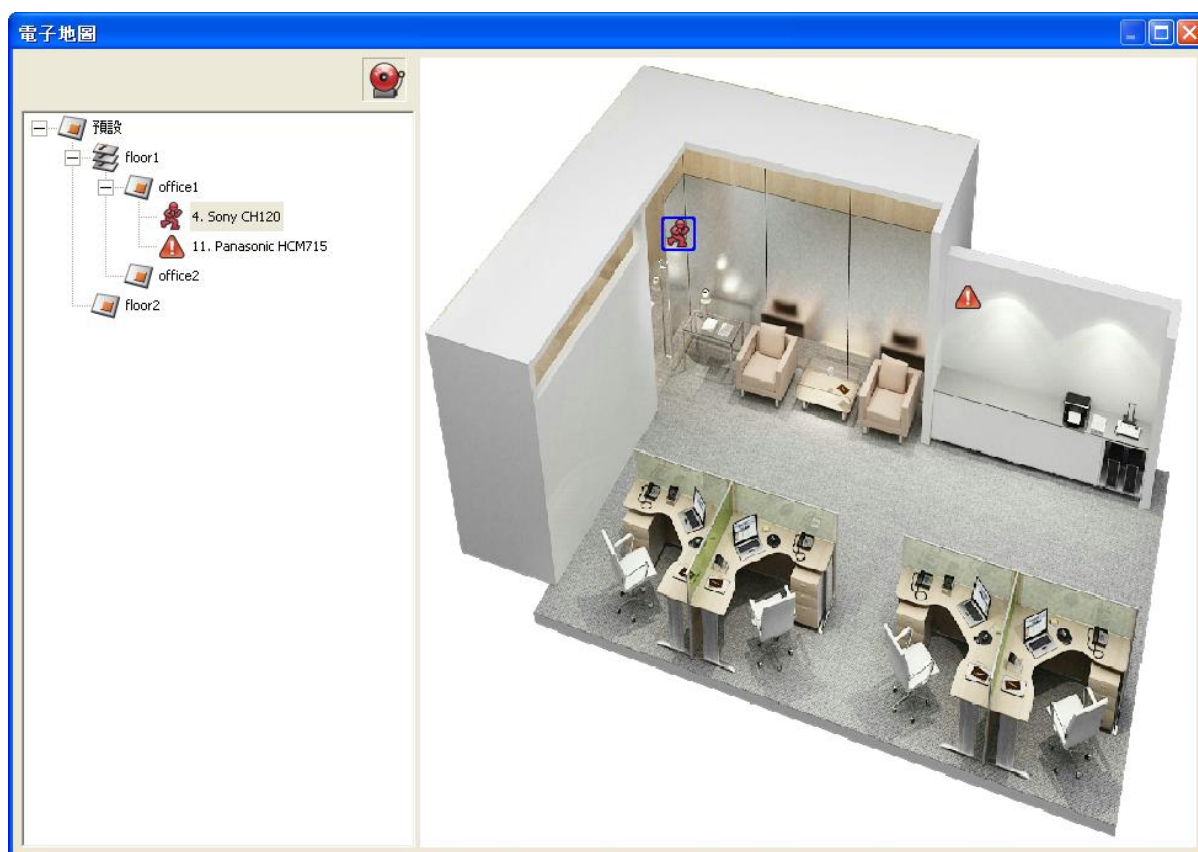 電子地圖
預設
floor1
office1
4. Sony CH120
11. Panasonic HCM715
office2
floor2